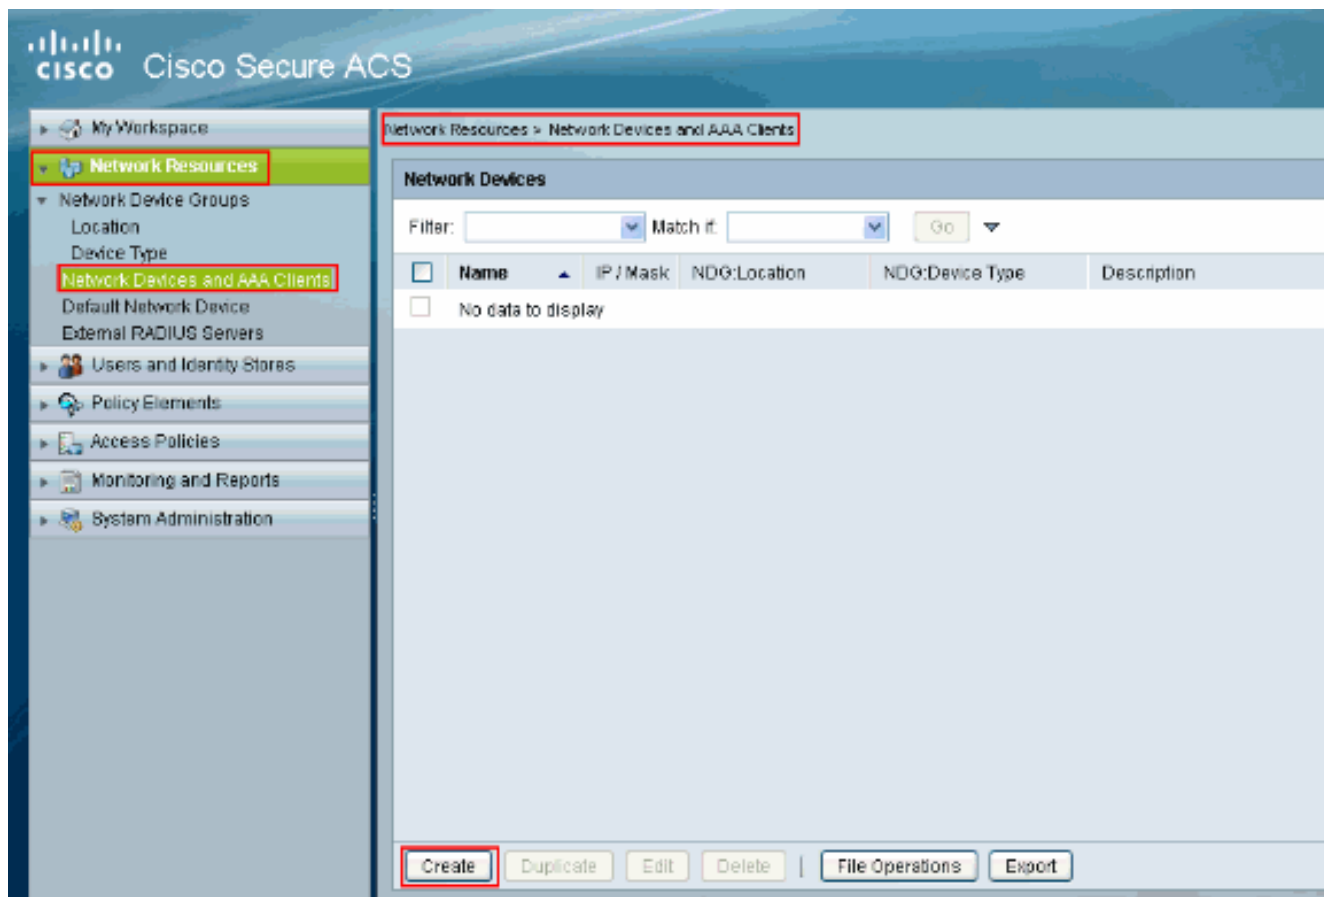 CISCO Cisco Secure ACS
My Workspace
Network Resources
Network Device Groups
Location
Device Type
Network Devices and AAA Clients
Default Network Device
External RADIUS Servers
Users and Identity Stores
Policy Elements
Access Policies
Monitoring and Reports
System Administration
Network Resources > Network Devices and AAA Clients
Network Devices
Filter: Match if: Go
Name IP / Mask NDG:Location NDG:Device Type Description
No data to display
Create Duplicate Edit Delete | File Operations Export